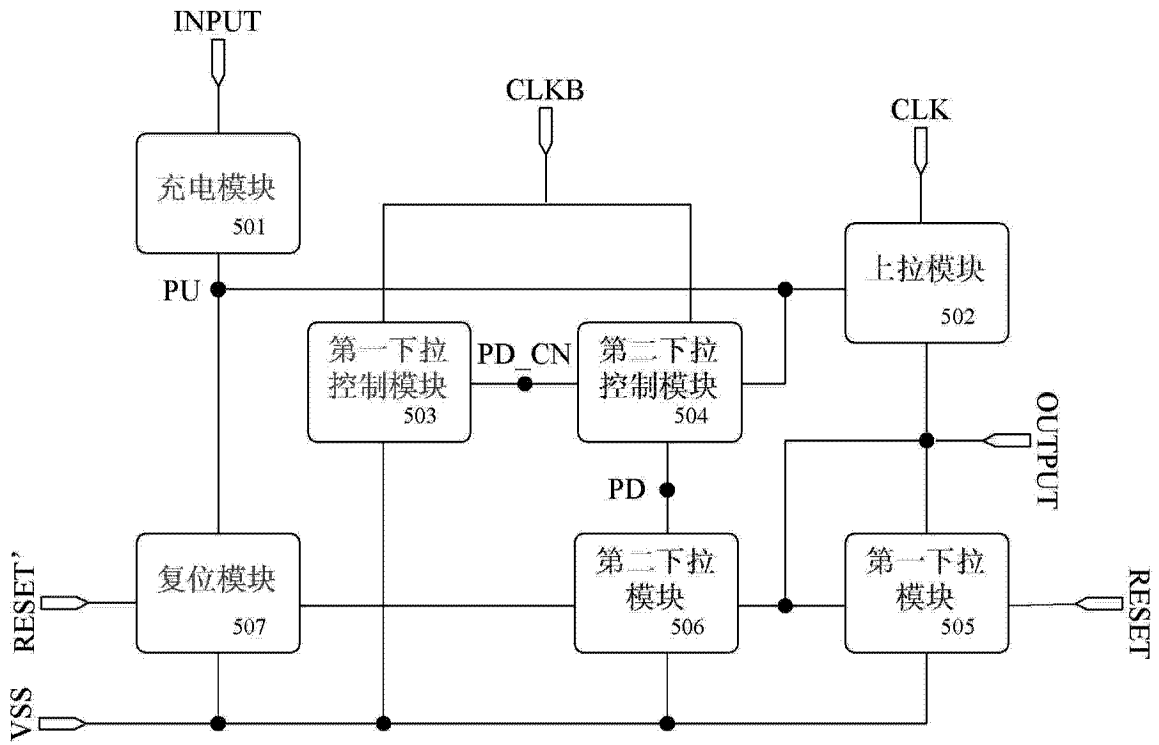 INPUT
CLKB
CLK
充电模块
501
上拉模块
502
PU
第一下拉
控制模块
503
PD_CN
第二下拉
控制模块
504
OUTPUT
PD
复位模块
507
第二下拉
模块
506
第一下拉
模块
505
RESET’
RESET
VSS